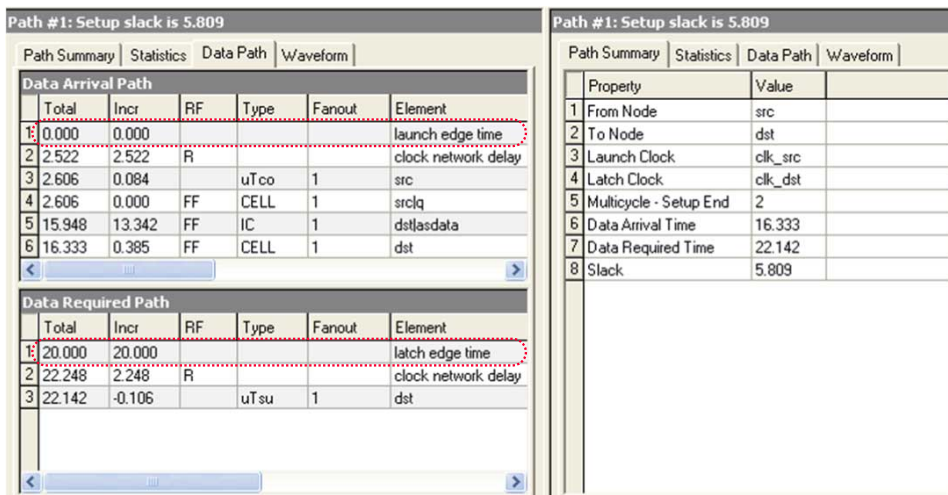 Path #1: Setup slack is 5.809
Path Summary Statistics Data Path Waveform
Data Arrival Path
Total Incr RF Type Fanout Element
1 0.000 0.000 launch edge time
2 2.522 2.522 R clock network delay
3 2.606 0.084 uTco 1 src
4 2.606 0.000 FF CELL 1 src|q
5 15.948 13.342 FF IC 1 dst|asdata
6 16.333 0.385 FF CELL 1 dst
Data Required Path
Total Incr RF Type Fanout Element
1 20.000 20.000 latch edge time
2 22.248 2.248 R clock network delay
3 22.142 -0.106 uTsu 1 dst
Path #1: Setup slack is 5.809
Path Summary Statistics Data Path Waveform
Property Value
1 From Node src
2 To Node dst
3 Launch Clock clk_src
4 Latch Clock clk_dst
5 Multicycle - Setup End 2
6 Data Arrival Time 16.333
7 Data Required Time 22.142
8 Slack 5.809